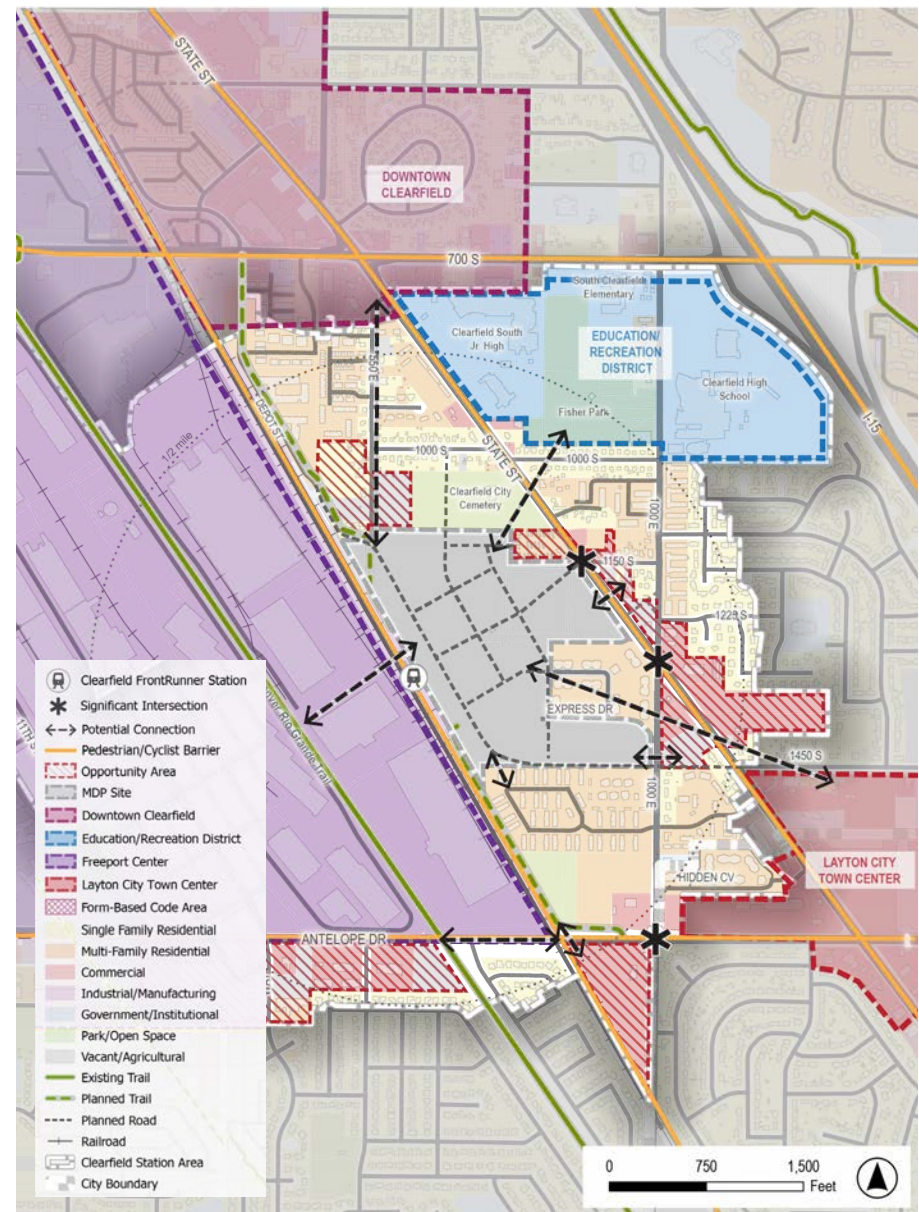 STATE ST
DOWNTOWN
CLEARFIELD
700 S
South Clearfield
Elementary
Clearfield South
Jr. High
EDUCATION/
RECREATION
DISTRICT
Clearfield High
School
Fisher Park
I-15
550 E
DEPOT ST
1/2 mile
STATE ST
1000 S
1000 S
Clearfield City
Cemetery
1000 E
1150 S
1225 S
EXPRESS DR
1450 S
1000 E
HIDDEN CV
LAYTON CITY
TOWN CENTER
ANTELOPE DR
Rio Grande Trail
11TH S
Clearfield FrontRunner Station
Significant Intersection
Potential Connection
Pedestrian/Cyclist Barrier
Opportunity Area
MDP Site
Downtown Clearfield
Education/Recreation District
Freeport Center
Layton City Town Center
Form-Based Code Area
Single Family Residential
Multi-Family Residential
Commercial
Industrial/Manufacturing
Government/Institutional
Park/Open Space
Vacant/Agricultural
Existing Trail
Planned Trail
Planned Road
Railroad
Clearfield Station Area
City Boundary
0 750 1,500
Feet